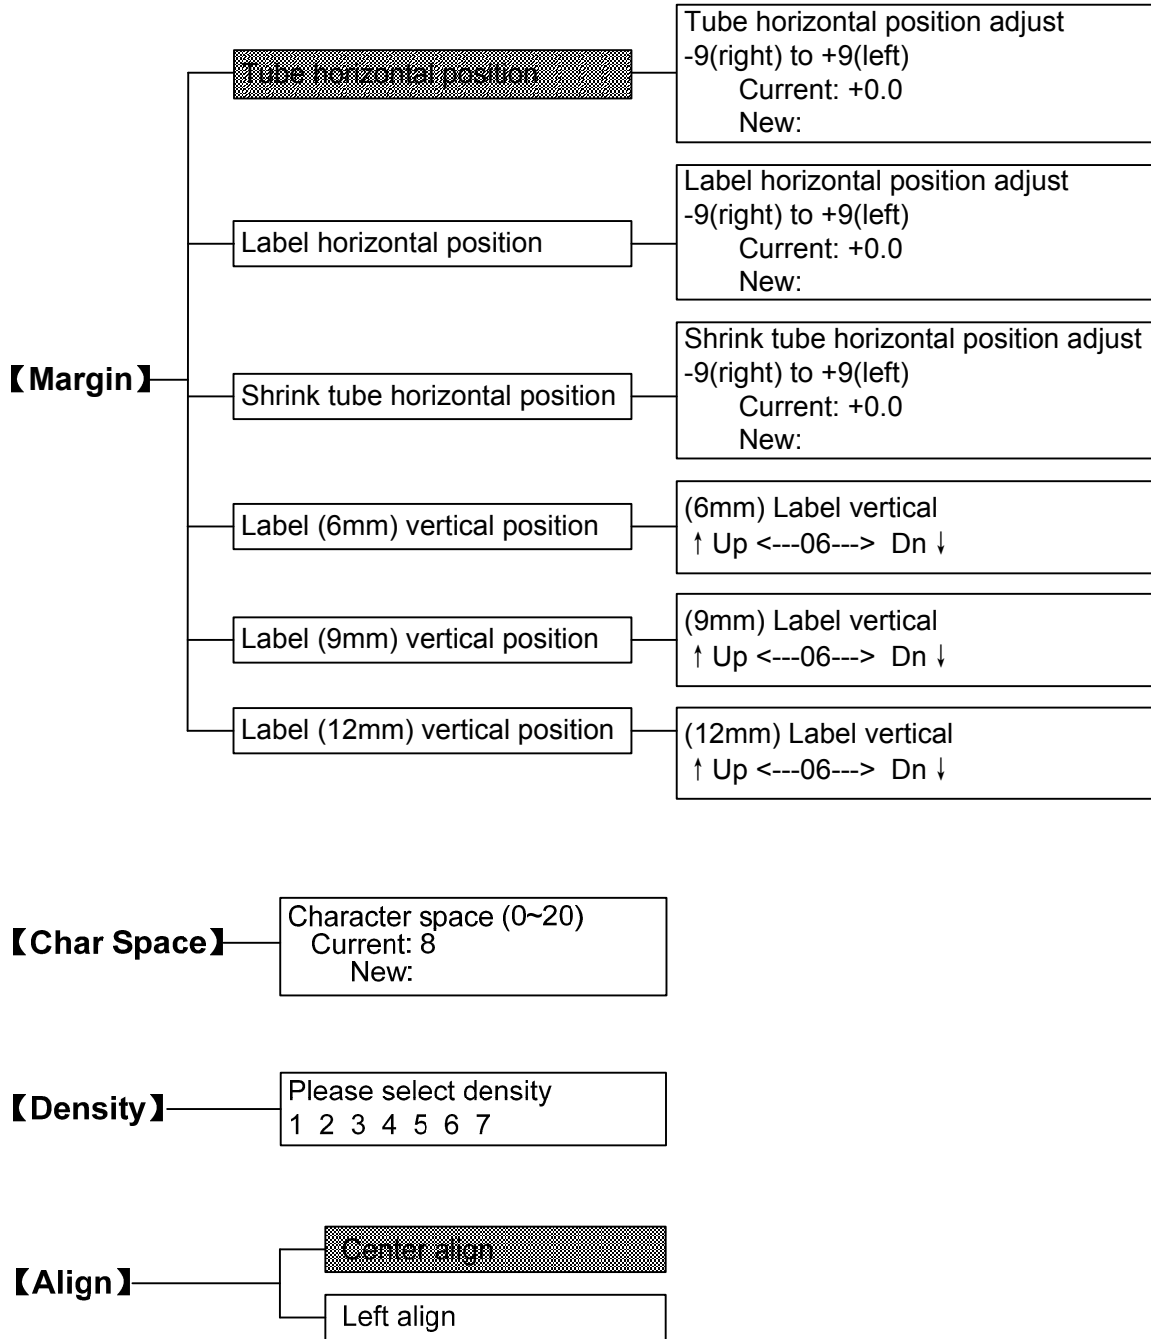 【Margin】
Tube horizontal position
Tube horizontal position adjust
-9(right) to +9(left)
Current: +0.0
New:
Label horizontal position
Label horizontal position adjust
-9(right) to +9(left)
Current: +0.0
New:
Shrink tube horizontal position
Shrink tube horizontal position adjust
-9(right) to +9(left)
Current: +0.0
New:
Label (6mm) vertical position
(6mm) Label vertical
↑ Up <---06---> Dn ↓
Label (9mm) vertical position
(9mm) Label vertical
↑ Up <---06---> Dn ↓
Label (12mm) vertical position
(12mm) Label vertical
↑ Up <---06---> Dn ↓
【Char Space】
Character space (0~20)
Current: 8
New:
【Density】
Please select density
1 2 3 4 5 6 7
【Align】
Center align
Left align